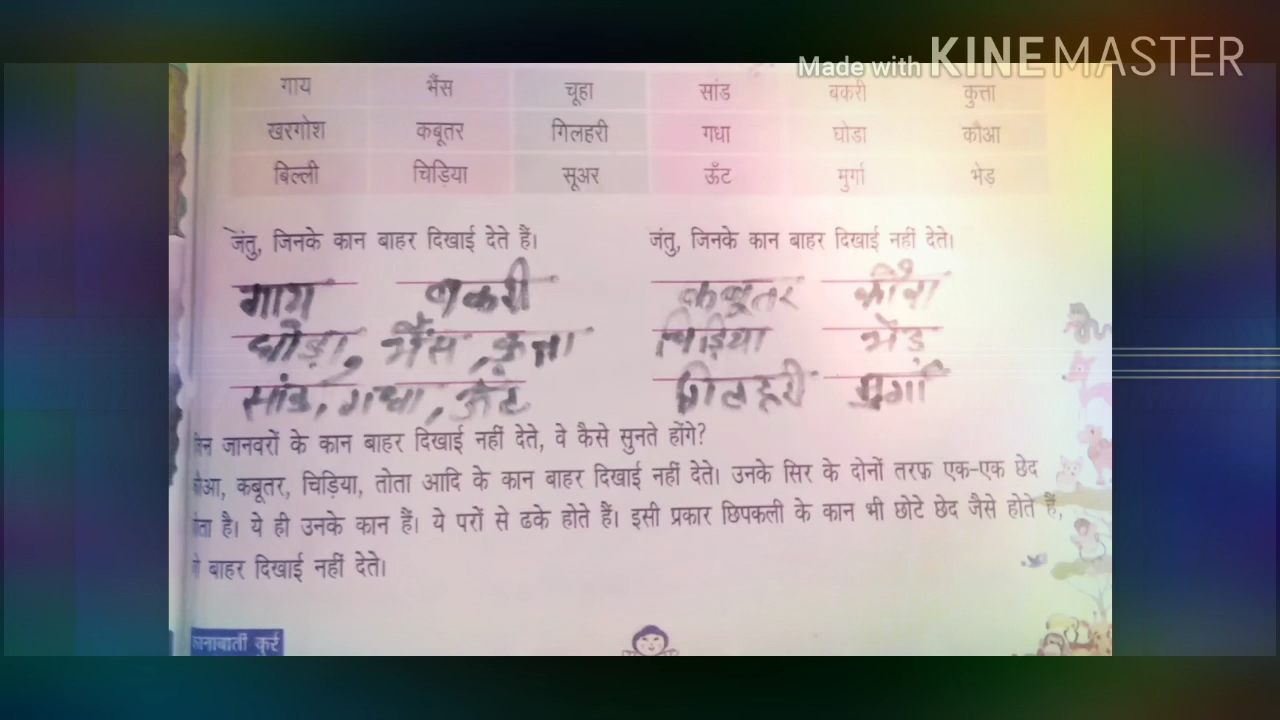 Made with KINEMASTER
गाय भैंस चूहा सांड बकरी कुत्ता
खरगोश कबूतर गिलहरी गधा घोडा कौआ
बिल्ली चिड़िया सूअर ऊँट मुर्गा भेड़
जंतु, जिनके कान बाहर दिखाई देते हैं। जंतु, जिनके कान बाहर दिखाई नहीं देते।
गाय बकरी कबूतर कौवा
घोड़ा, भैंस, कुत्ता चिड़िया भेड़
सांड, गधा, ऊँट गिलहरी मुर्गा
जानवरों के कान बाहर दिखाई नहीं देते, वे कैसे सुनते होंगे?
कबूतर, चिड़िया, तोता आदि के कान बाहर दिखाई नहीं देते। उनके सिर के दोनों तरफ एक-एक छेद
है। ये ही उनके कान हैं। ये परों से ढके होते हैं। इसी प्रकार छिपकली के कान भी छोटे छेद जैसे होते हैं,
बाहर दिखाई नहीं देते।
कानाबाती कुर्र